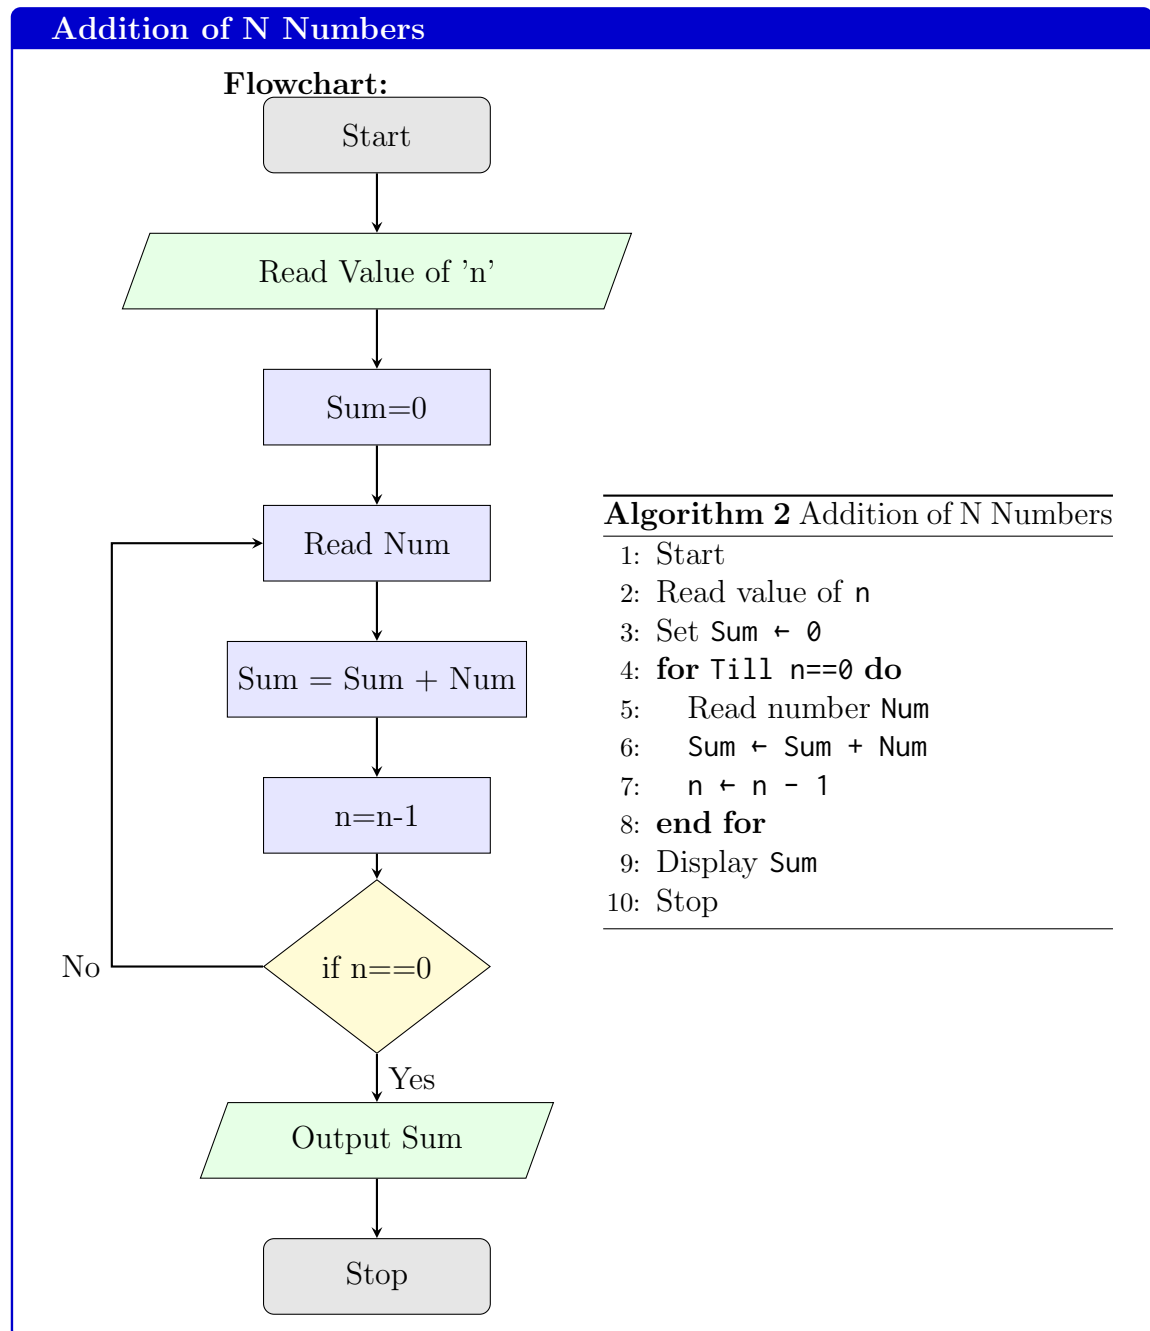 Addition of N Numbers
Flowchart:
Start
Read Value of ’n’
Sum=0
Read Num
Sum = Sum + Num
n=n-1
if n==0
No
Yes
Output Sum
Stop
Algorithm 2 Addition of N Numbers
1: Start
2: Read value of n
3: Set Sum ← 0
4: for Till n==0 do
5: Read number Num
6: Sum ← Sum + Num
7: n ← n - 1
8: end for
9: Display Sum
10: Stop